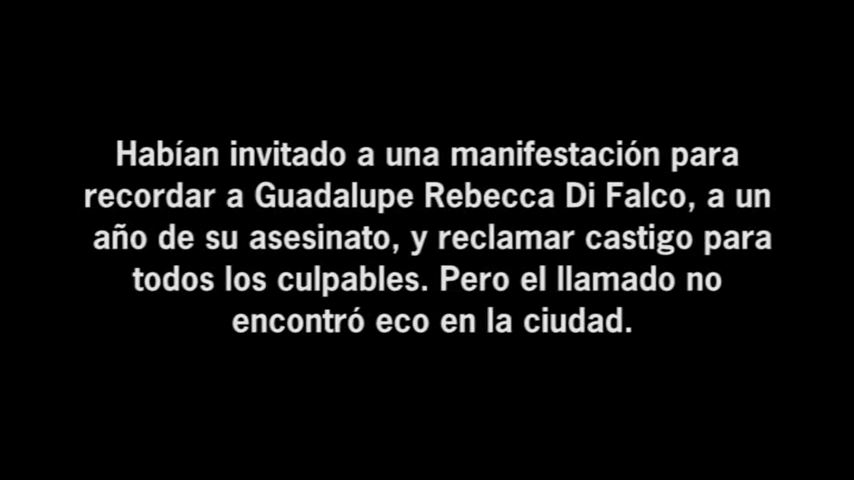 Habían invitado a una manifestación para
recordar a Guadalupe Rebecca Di Falco, a un
año de su asesinato, y reclamar castigo para
todos los culpables. Pero el llamado no
encontró eco en la ciudad.